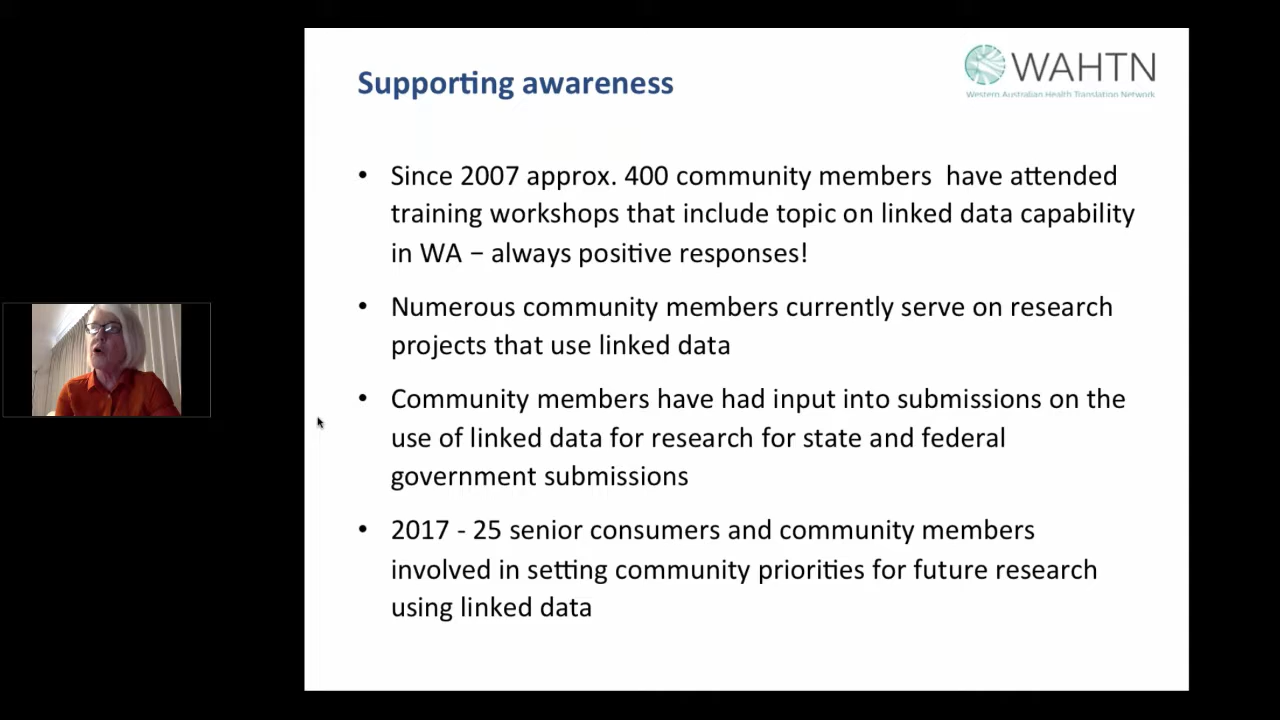 Supporting awareness
WAHTN
Western Australian Health Translation Network
• Since 2007 approx. 400 community members  have attended
training workshops that include topic on linked data capability
in WA – always positive responses!
• Numerous community members currently serve on research
projects that use linked data
• Community members have had input into submissions on the
use of linked data for research for state and federal
government submissions
• 2017 - 25 senior consumers and community members
involved in setting community priorities for future research
using linked data